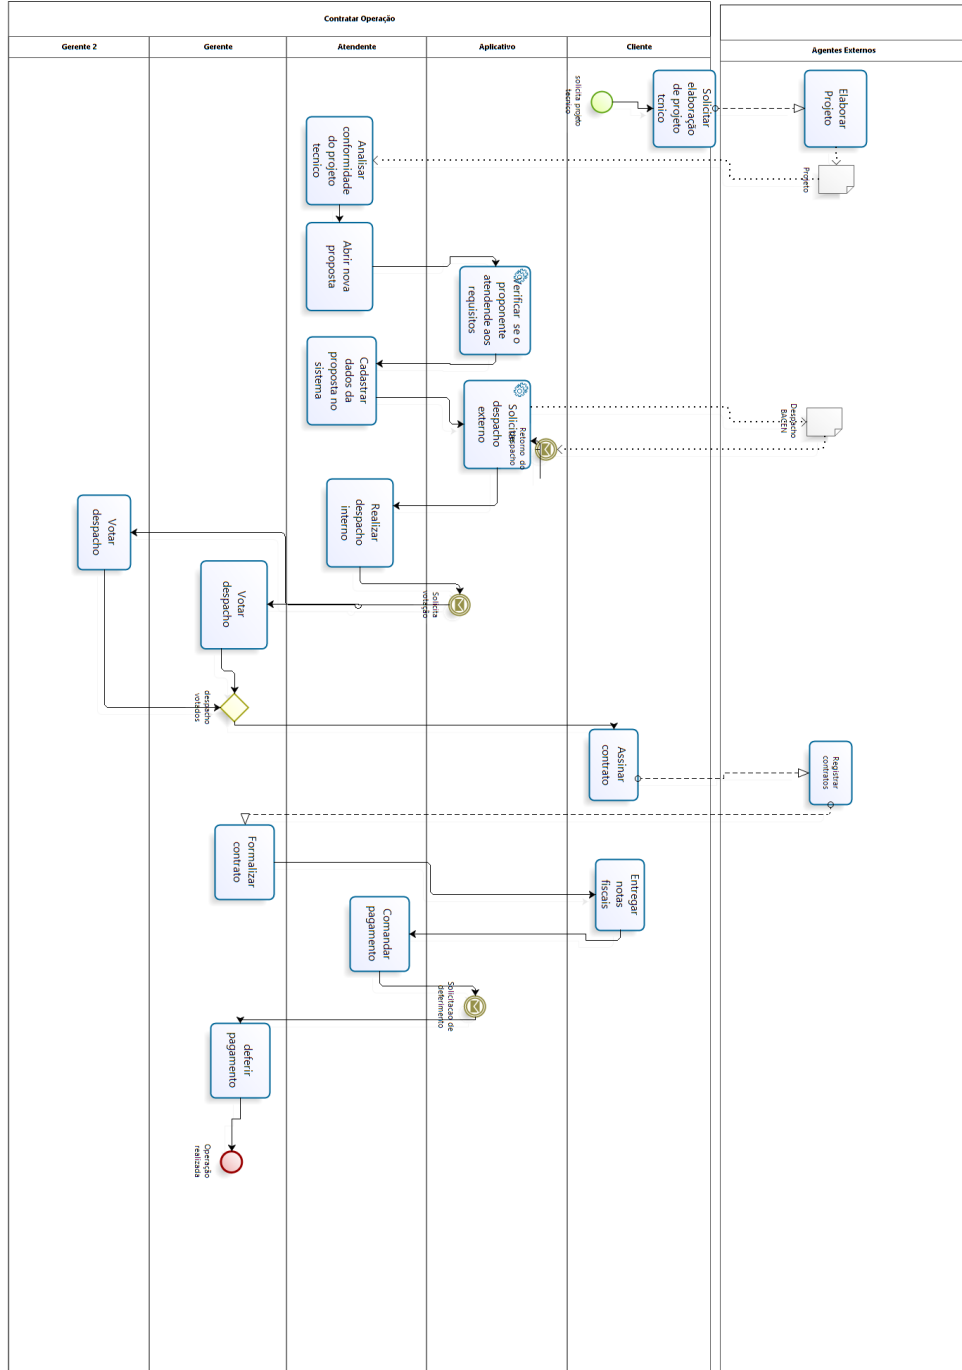 Contratar Operação
Gerente 2
Gerente
Atendente
Aplicativo
Cliente
Agentes Externos
solicita projeto
tecnico
Solicitar
elaboração
de projeto
tcnico
Elaborar
Projeto
Projeto
Analisar
conformidade
do projeto
tecnico
Abrir nova
proposta
Verificar se o
proponente
atendende aos
requisitos
Cadastrar
dados da
proposta no
sistema
Solicitar
despacho
externo
Retorno do
despacho
Despacho
BACEN
Realizar
despacho
interno
Votar
despacho
Votar
despacho
Solicita
votação
despacho
votados
Assinar
contrato
Registrar
contratos
Formalizar
contrato
Entregar
notas
fiscais
Comandar
pagamento
Solicitacao de
deferimento
deferir
pagamento
Operação
realizada